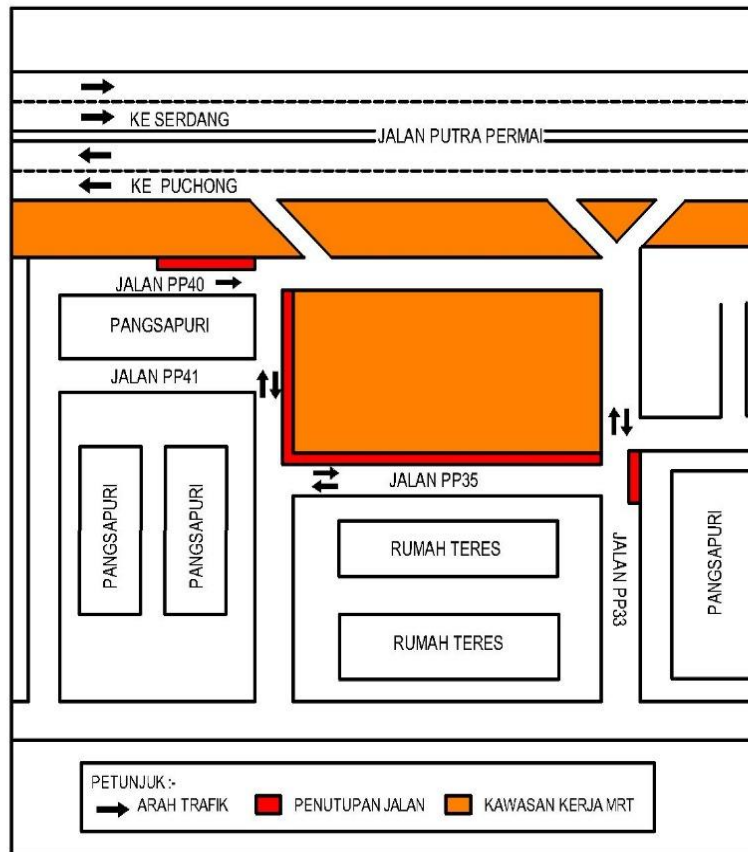 KE SERDANG
JALAN PUTRA PERMAI
KE PUCHONG
JALAN PP40
PANGSAPURI
JALAN PP41
JALAN PP35
PANGSAPURI
PANGSAPURI
RUMAH TERES
JALAN PP33
PANGSAPURI
RUMAH TERES
PETUNJUK :-
ARAH TRAFIK
PENUTUPAN JALAN
KAWASAN KERJA MRT